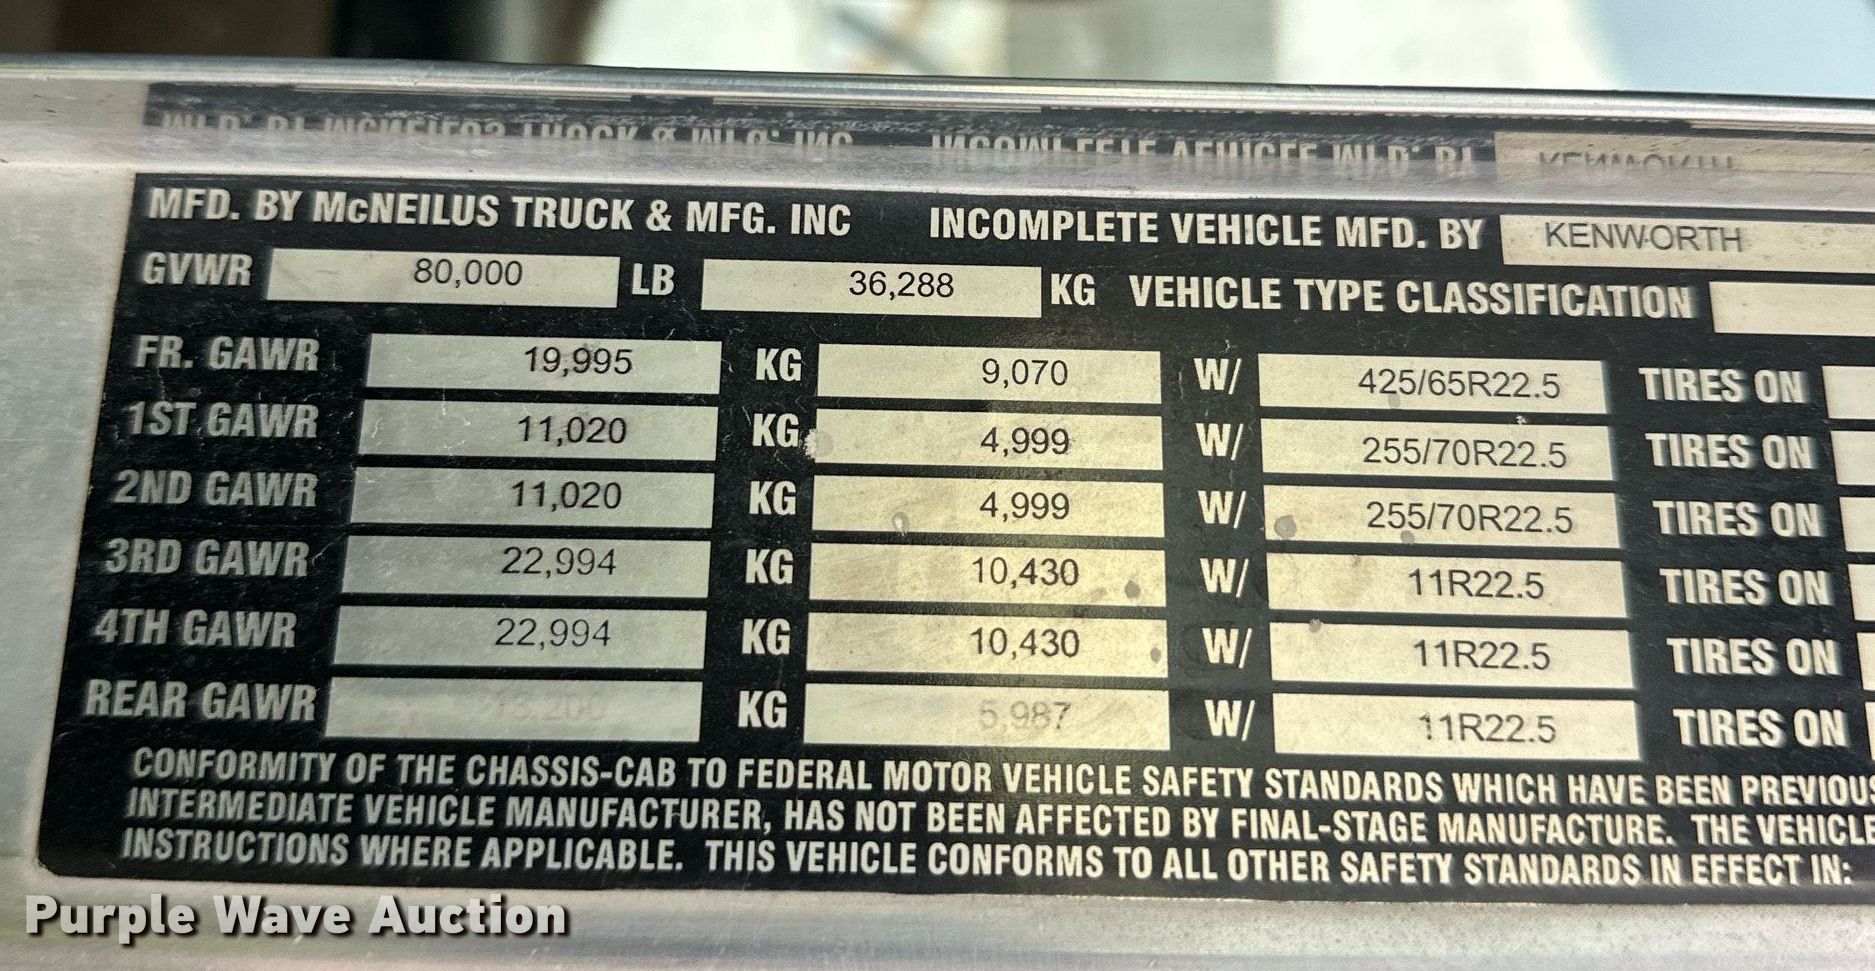 MFD. BY McNEILUS TRUCK & MFG. INC INCOMPLETE VEHICLE MFD. BY KENWORTH
GVWR 80,000 LB 36,288 KG VEHICLE TYPE CLASSIFICATION
FR. GAWR 19,995 KG 9,070 W/ 425/65R22.5 TIRES ON
1ST GAWR 11,020 KG 4,999 W/ 255/70R22.5 TIRES ON
2ND GAWR 11,020 KG 4,999 W/ 255/70R22.5 TIRES ON
3RD GAWR 22,994 KG 10,430 W/ 11R22.5 TIRES ON
4TH GAWR 22,994 KG 10,430 W/ 11R22.5 TIRES ON
REAR GAWR KG 5,987 W/ 11R22.5 TIRES ON
CONFORMITY OF THE CHASSIS-CAB TO FEDERAL MOTOR VEHICLE SAFETY STANDARDS WHICH HAVE BEEN PREVIOUS
INTERMEDIATE VEHICLE MANUFACTURER, HAS NOT BEEN AFFECTED BY FINAL-STAGE MANUFACTURE. THE VEHICLE
INSTRUCTIONS WHERE APPLICABLE. THIS VEHICLE CONFORMS TO ALL OTHER SAFETY STANDARDS IN EFFECT IN:
Purple Wave Auction